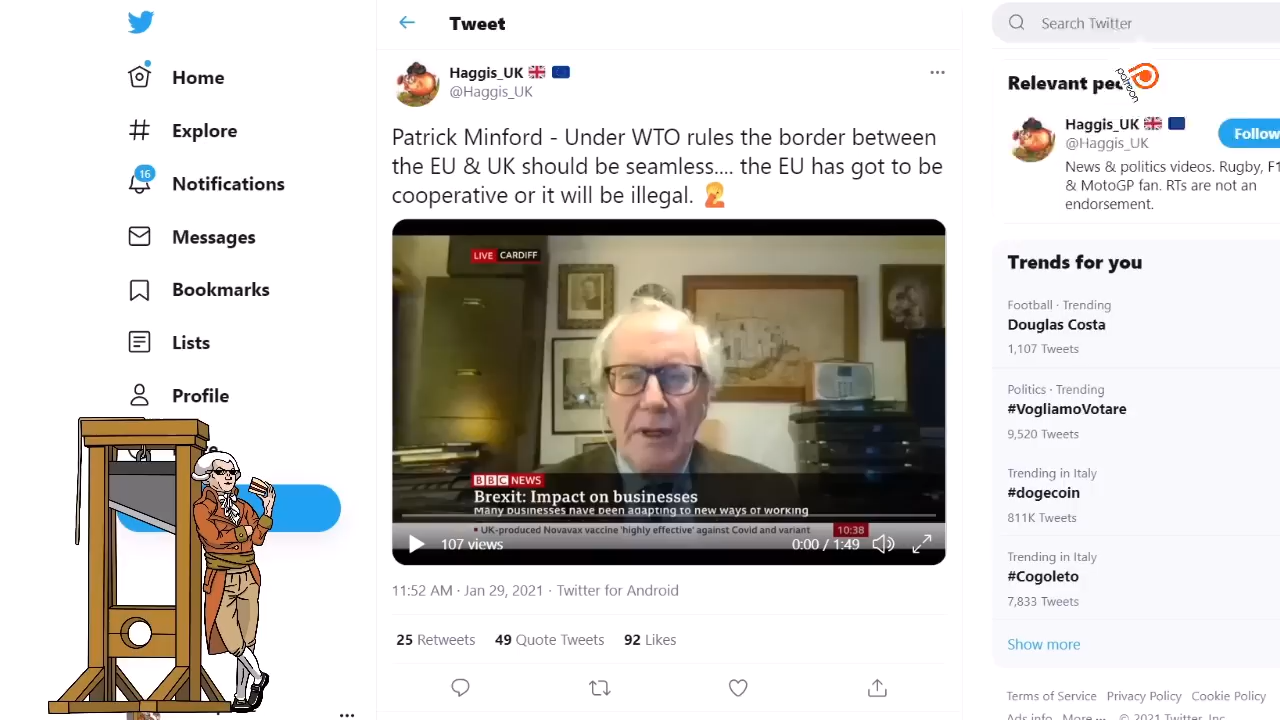 Home
Explore
16
Notifications
Messages
Bookmarks
Lists
Profile
Tweet
Haggis_UK
@Haggis_UK
Patrick Minford - Under WTO rules the border between
the EU & UK should be seamless.... the EU has got to be
cooperative or it will be illegal.
LIVE CARDIFF
BBC NEWS
Brexit: Impact on businesses
Many businesses have been adapting to new ways of working
UK-produced Novavax vaccine 'highly effective' against Covid and variant 10:38
107 views
0:00 / 1:49
11:52 AM · Jan 29, 2021 · Twitter for Android
25 Retweets 49 Quote Tweets 92 Likes
Search Twitter
Relevant pe
patreon
Haggis_UK
@Haggis_UK
Follow
News & politics videos. Rugby, F1
& MotoGP fan. RTs are not an
endorsement.
Trends for you
Football · Trending
Douglas Costa
1,107 Tweets
Politics · Trending
#VogliamoVotare
9,520 Tweets
Trending in Italy
#dogecoin
811K Tweets
Trending in Italy
#Cogoleto
7,833 Tweets
Show more
Terms of Service Privacy Policy Cookie Policy
Ads info More © 2021 Twitter, Inc.